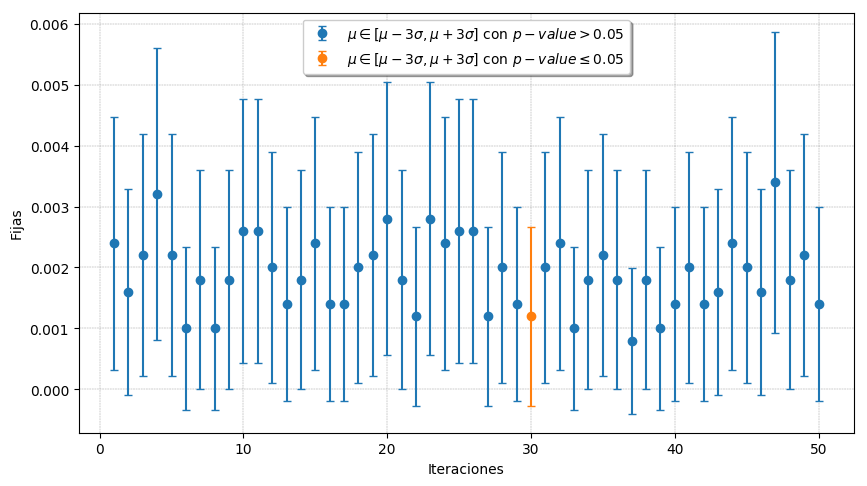 0.006
0.005
0.004
0.003
0.002
0.001
0.000
Fijas
μ ∈ [μ − 3σ, μ + 3σ] con p − value > 0.05
μ ∈ [μ − 3σ, μ + 3σ] con p − value ≤ 0.05
0 10 20 30 40 50
Iteraciones